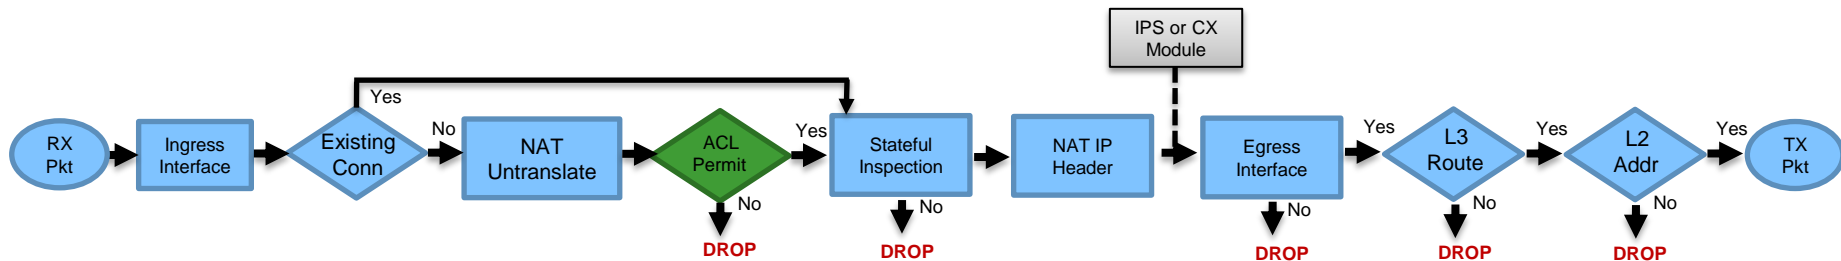 IPS or CX
Module
Yes
RX
Pkt
Ingress
Interface
Existing
Conn
No
NAT
Untranslate
ACL
Permit
Yes
Stateful
Inspection
NAT IP
Header
Egress
Interface
Yes
L3
Route
Yes
L2
Addr
Yes
TX
Pkt
No
DROP
No
DROP
No
DROP
No
DROP
No
DROP